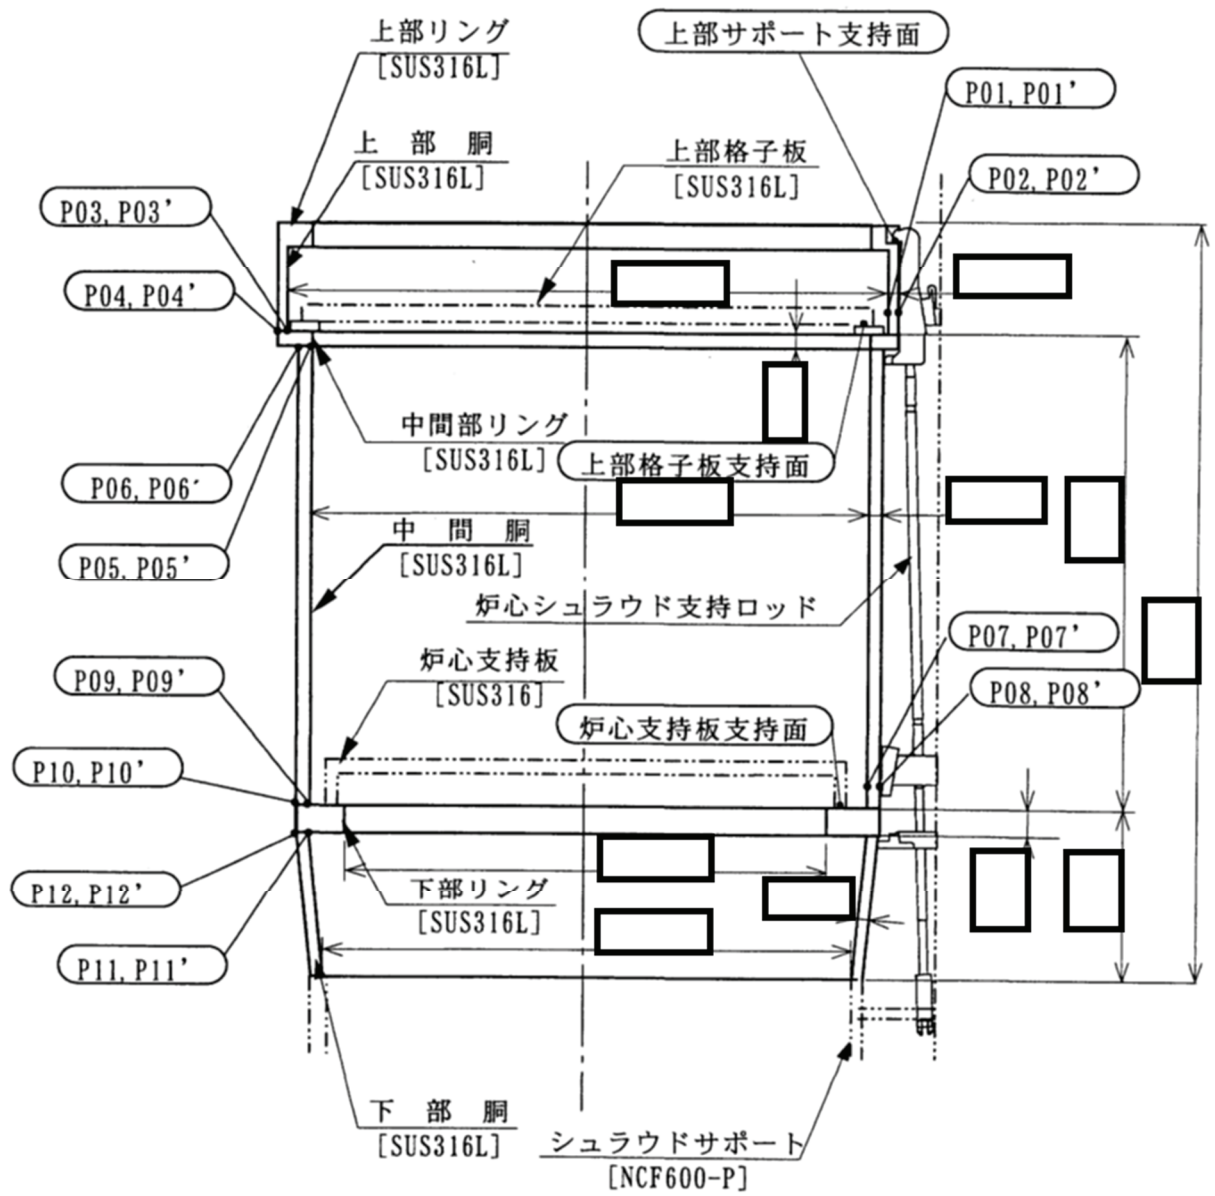 上部リング
[SUS316L]
上部サポート支持面
P01, P01'
上 部 胴
[SUS316L]
上部格子板
[SUS316L]
P02, P02'
P03, P03'
P04, P04'
中間部リング
[SUS316L]
上部格子板支持面
P06, P06'
P05, P05'
中 間 胴
[SUS316L]
炉心シュラウド支持ロッド
P07, P07'
炉心支持板
[SUS316]
P09, P09'
P08, P08'
炉心支持板支持面
P10, P10'
下部リング
[SUS316L]
P12, P12'
P11, P11'
下 部 胴
[SUS316L]
シュラウドサポート
[NCF600-P]